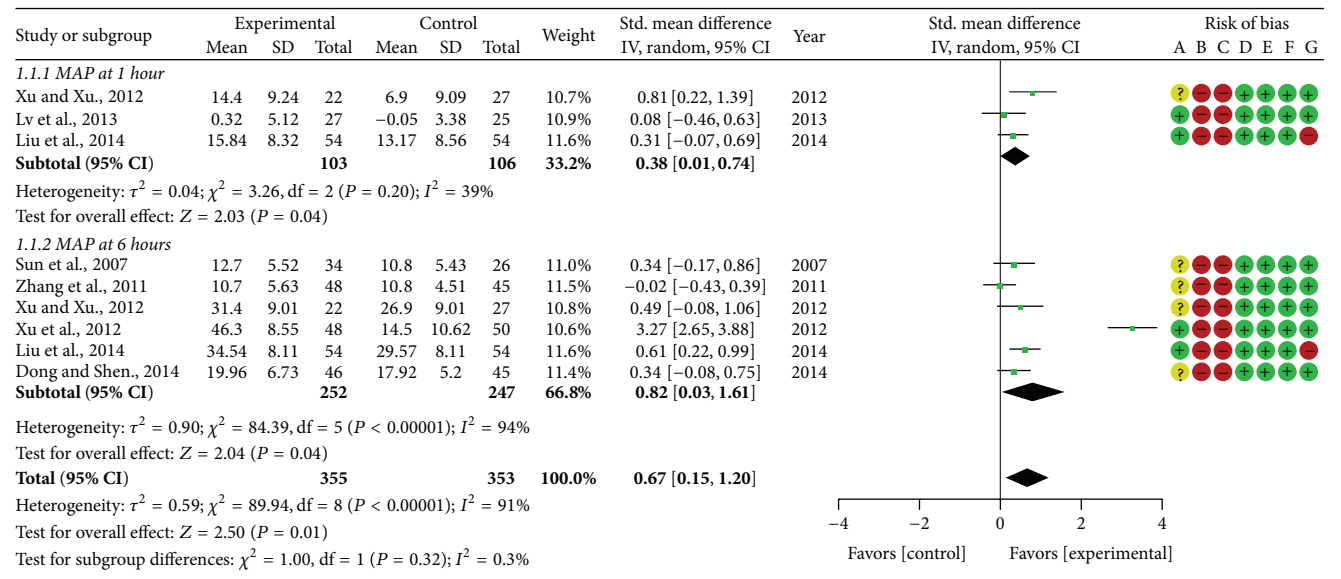 Study or subgroup Experimental Control Weight Std. mean difference Year Std. mean difference Risk of bias
Mean SD Total Mean SD Total IV, random, 95% CI IV, random, 95% CI A B C D E F G
1.1.1 MAP at 1 hour
Xu and Xu., 2012 14.4 9.24 22 6.9 9.09 27 10.7% 0.81 [0.22, 1.39] 2012 ? − − + + + +
Lv et al., 2013 0.32 5.12 27 −0.05 3.38 25 10.9% 0.08 [−0.46, 0.63] 2013 + − − + + + +
Liu et al., 2014 15.84 8.32 54 13.17 8.56 54 11.6% 0.31 [−0.07, 0.69] 2014 + − − + + + −
Subtotal (95% CI) 103 106 33.2% 0.38 [0.01, 0.74]
Heterogeneity: τ² = 0.04; χ² = 3.26, df = 2 (P = 0.20); I² = 39%
Test for overall effect: Z = 2.03 (P = 0.04)
1.1.2 MAP at 6 hours
Sun et al., 2007 12.7 5.52 34 10.8 5.43 26 11.0% 0.34 [−0.17, 0.86] 2007 ? − − + + + +
Zhang et al., 2011 10.7 5.63 48 10.8 4.51 45 11.5% −0.02 [−0.43, 0.39] 2011 ? − − + + + +
Xu and Xu., 2012 31.4 9.01 22 26.9 9.01 27 10.8% 0.49 [−0.08, 1.06] 2012 ? − − + + + +
Xu et al., 2012 46.3 8.55 48 14.5 10.62 50 10.6% 3.27 [2.65, 3.88] 2012 + − − + + + +
Liu et al., 2014 34.54 8.11 54 29.57 8.11 54 11.6% 0.61 [0.22, 0.99] 2014 + − − + + + −
Dong and Shen., 2014 19.96 6.73 46 17.92 5.2 45 11.4% 0.34 [−0.08, 0.75] 2014 ? − − + + + +
Subtotal (95% CI) 252 247 66.8% 0.82 [0.03, 1.61]
Heterogeneity: τ² = 0.90; χ² = 84.39, df = 5 (P < 0.00001); I² = 94%
Test for overall effect: Z = 2.04 (P = 0.04)
Total (95% CI) 355 353 100.0% 0.67 [0.15, 1.20]
Heterogeneity: τ² = 0.59; χ² = 89.94, df = 8 (P < 0.00001); I² = 91%
Test for overall effect: Z = 2.50 (P = 0.01)
Test for subgroup differences: χ² = 1.00, df = 1 (P = 0.32); I² = 0.3%
−4 −2 0 2 4
Favors [control] Favors [experimental]